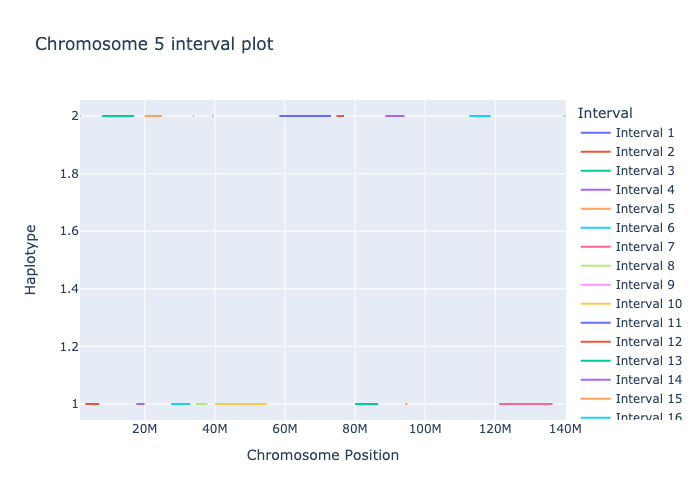 Chromosome 5 interval plot
Interval
Interval 1
Interval 2
Interval 3
Interval 4
Interval 5
Interval 6
Interval 7
Interval 8
Interval 9
Interval 10
Interval 11
Interval 12
Interval 13
Interval 14
Interval 15
Interval 16
2
1.8
1.6
1.4
1.2
1
Haplotype
20M
40M
60M
80M
100M
120M
140M
Chromosome Position